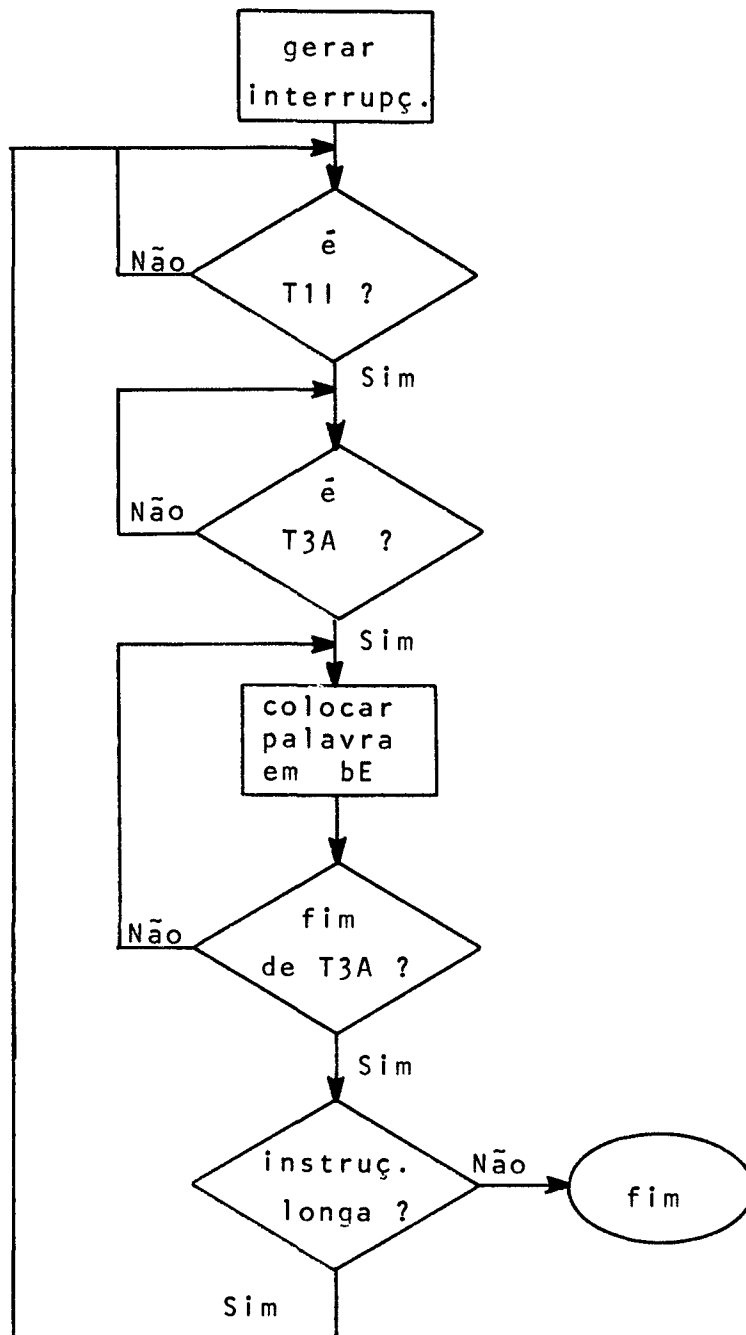 gerar
interrupç.
Não
é
T1I ?
Sim
Não
é
T3A ?
Sim
colocar
palavra
em bE
Não
fim
de T3A ?
Sim
instruç.
longa ?
Não
fim
Sim